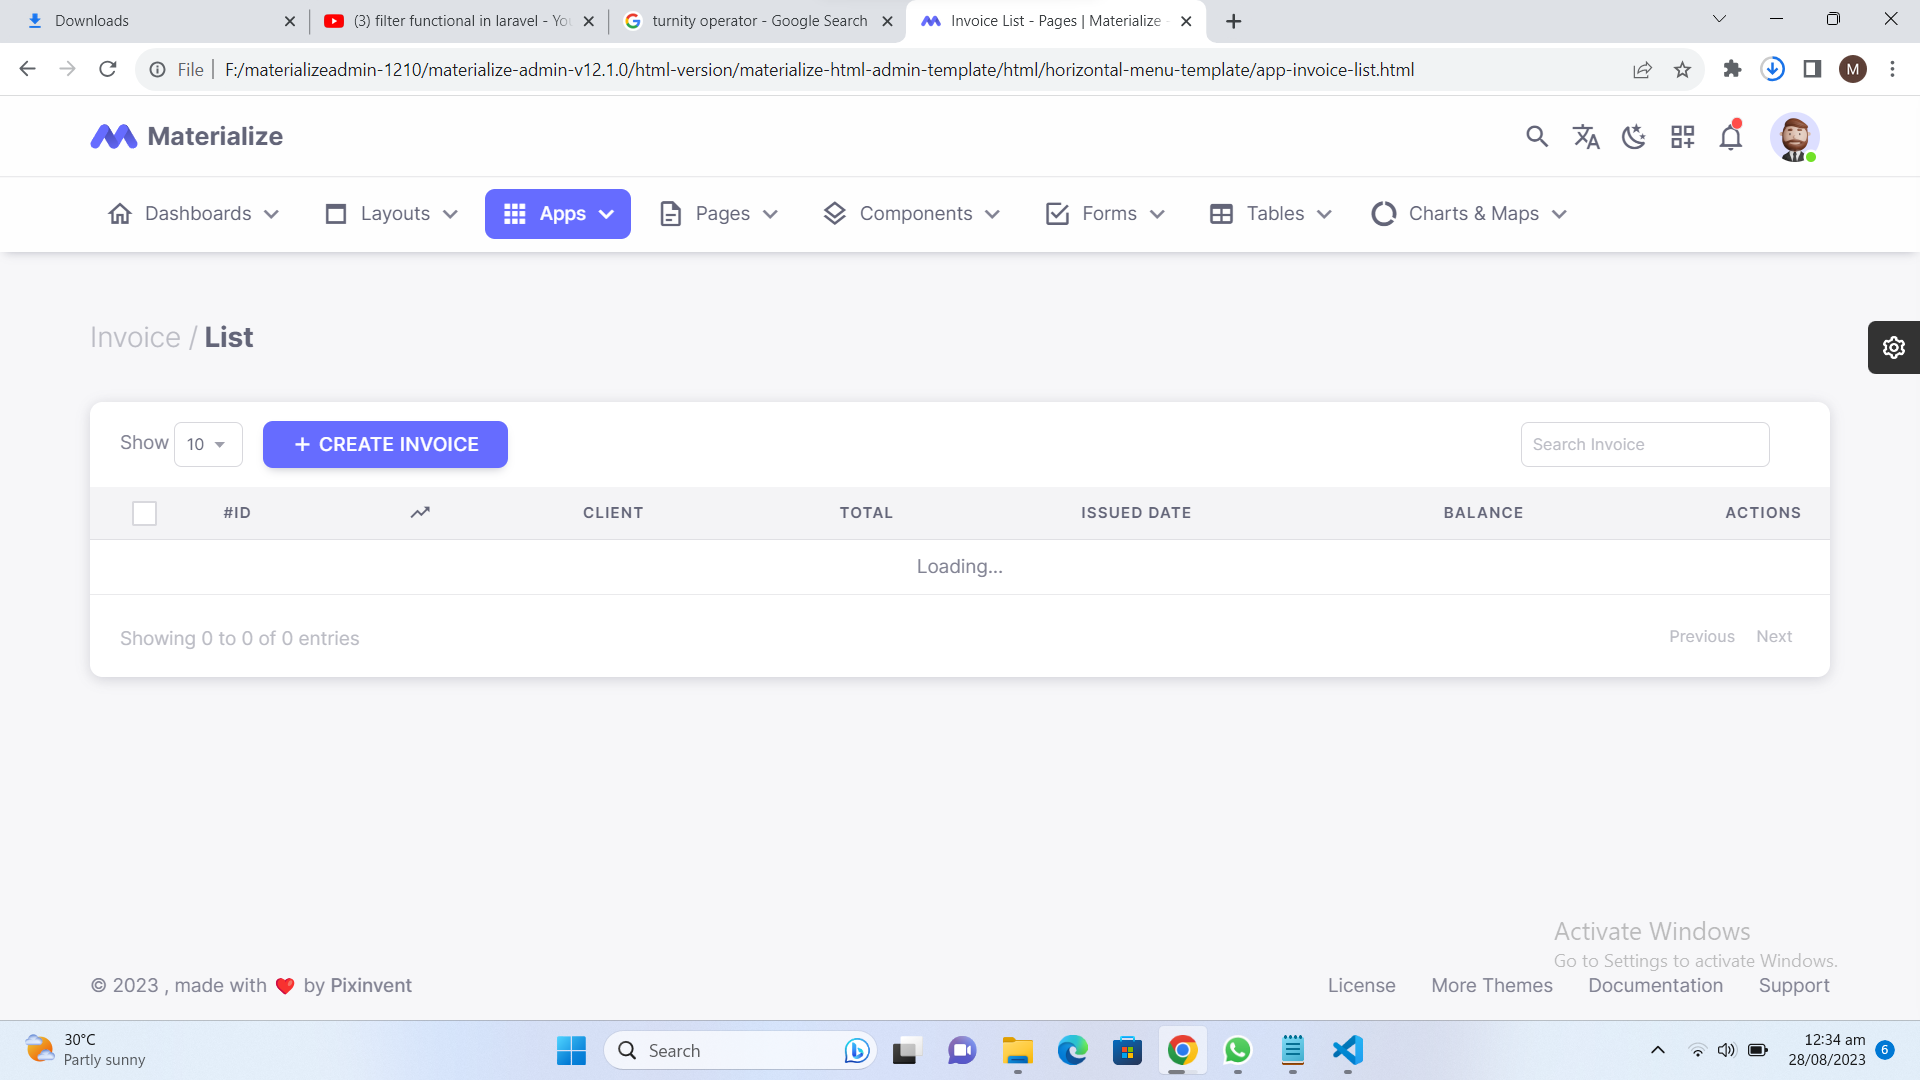 Downloads
(3) filter functional in laravel - You
turnity operator - Google Search
Invoice List - Pages | Materialize -
File
F:/materializeadmin-1210/materialize-admin-v12.1.0/html-version/materialize-html-admin-template/html/horizontal-menu-template/app-invoice-list.html
M
Materialize
Dashboards
Layouts
Apps
Pages
Components
Forms
Tables
Charts & Maps
Invoice / List
Show 10
+ CREATE INVOICE
Search Invoice
#ID CLIENT TOTAL ISSUED DATE BALANCE ACTIONS
Loading...
Showing 0 to 0 of 0 entries
Previous Next
Activate Windows
Go to Settings to activate Windows.
© 2023 , made with ❤️ by Pixinvent
License More Themes Documentation Support
30°C
Partly sunny
Search
12:34 am
28/08/2023
6